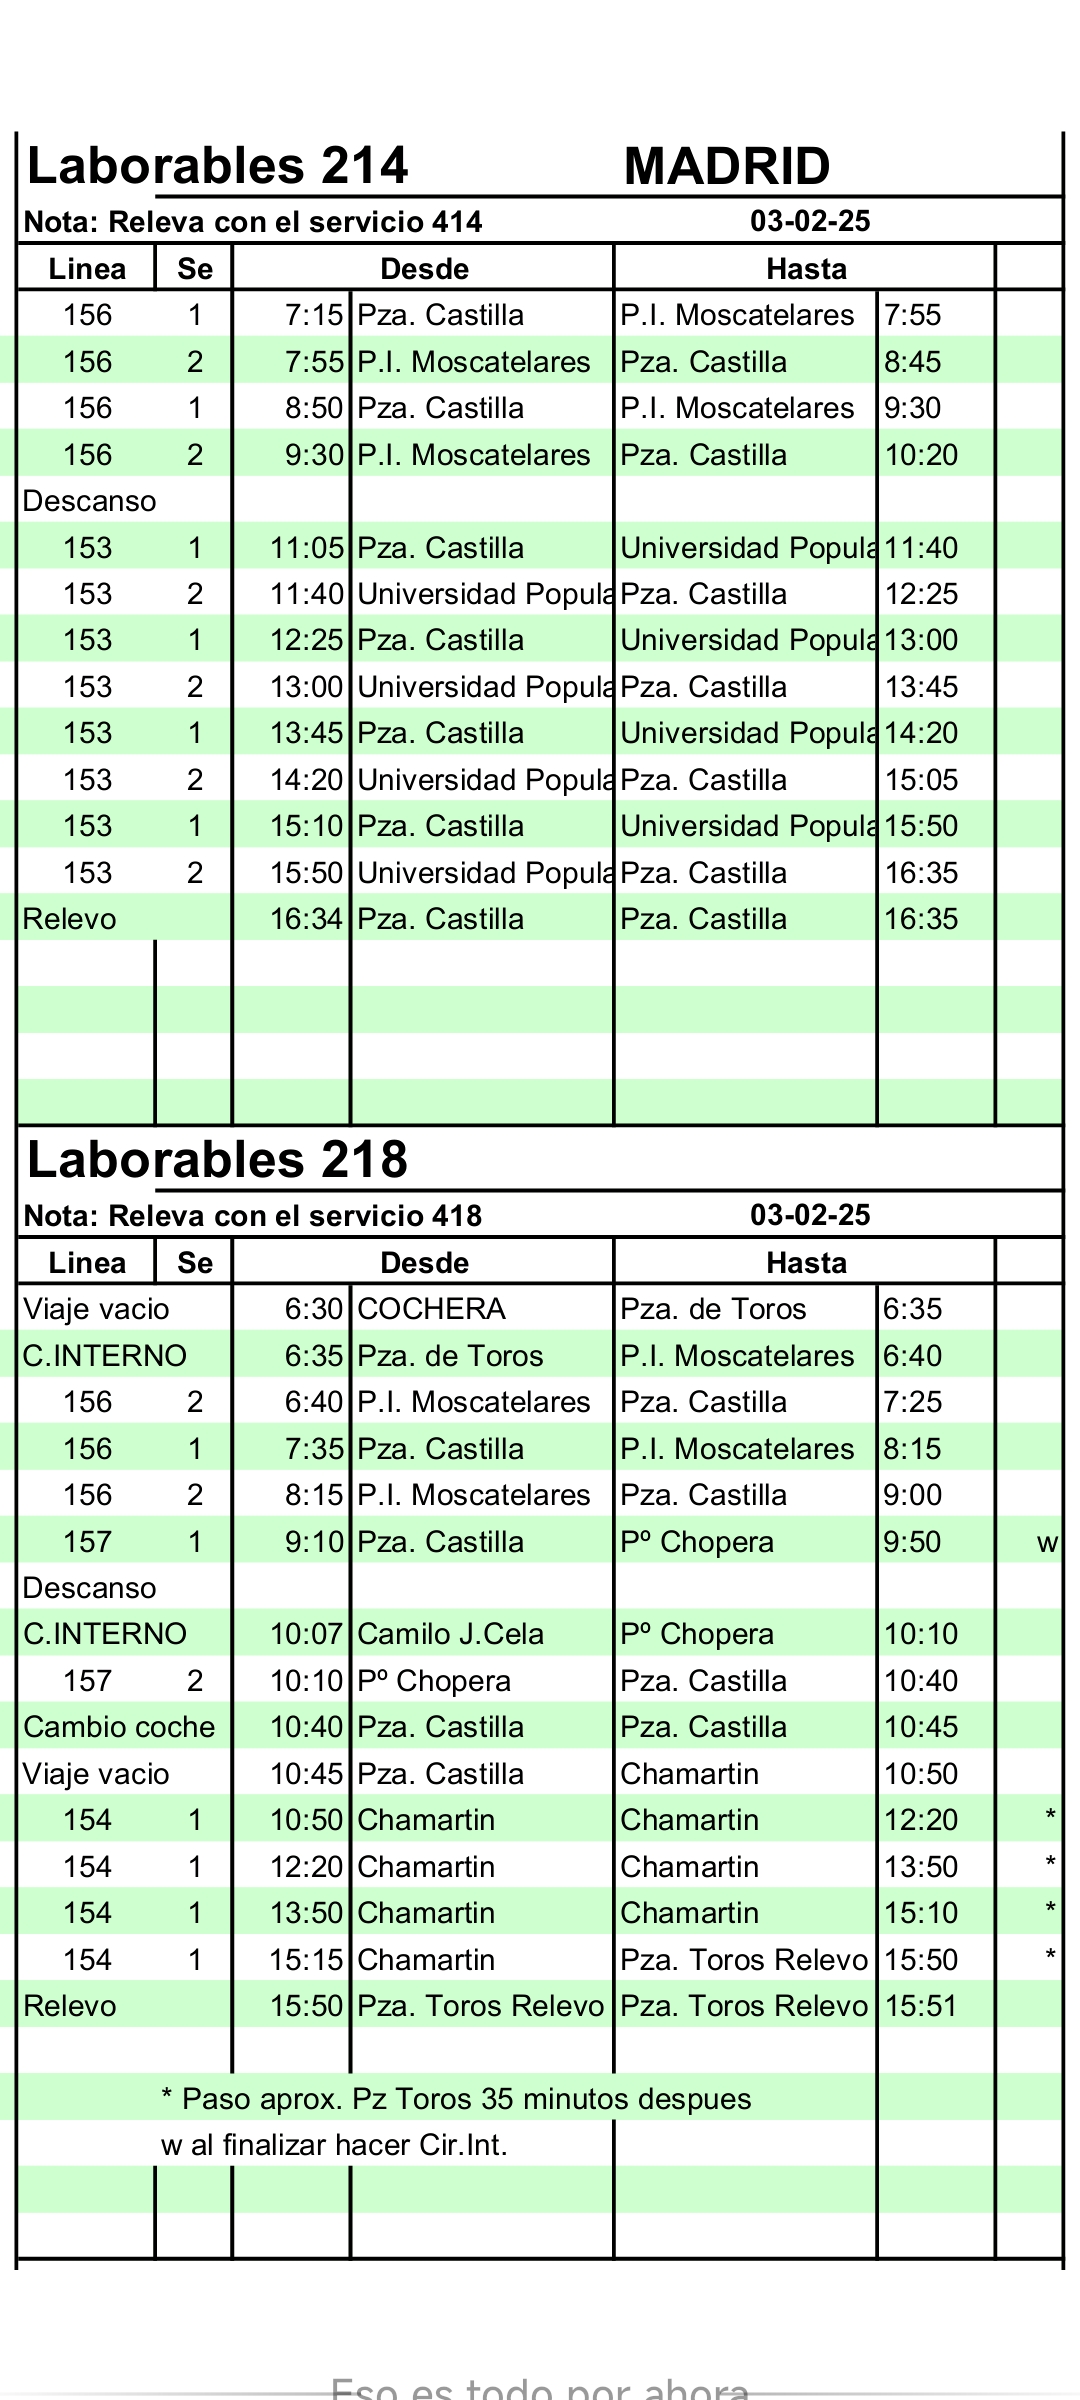 Laborables 214 MADRID
Nota: Releva con el servicio 414 03-02-25
Linea Se Desde Hasta
156 1 7:15 Pza. Castilla P.I. Moscatelares 7:55
156 2 7:55 P.I. Moscatelares Pza. Castilla 8:45
156 1 8:50 Pza. Castilla P.I. Moscatelares 9:30
156 2 9:30 P.I. Moscatelares Pza. Castilla 10:20
Descanso
153 1 11:05 Pza. Castilla Universidad Popula 11:40
153 2 11:40 Universidad Popula Pza. Castilla 12:25
153 1 12:25 Pza. Castilla Universidad Popula 13:00
153 2 13:00 Universidad Popula Pza. Castilla 13:45
153 1 13:45 Pza. Castilla Universidad Popula 14:20
153 2 14:20 Universidad Popula Pza. Castilla 15:05
153 1 15:10 Pza. Castilla Universidad Popula 15:50
153 2 15:50 Universidad Popula Pza. Castilla 16:35
Relevo 16:34 Pza. Castilla Pza. Castilla 16:35
Laborables 218
Nota: Releva con el servicio 418 03-02-25
Linea Se Desde Hasta
Viaje vacio 6:30 COCHERA Pza. de Toros 6:35
C.INTERNO 6:35 Pza. de Toros P.I. Moscatelares 6:40
156 2 6:40 P.I. Moscatelares Pza. Castilla 7:25
156 1 7:35 Pza. Castilla P.I. Moscatelares 8:15
156 2 8:15 P.I. Moscatelares Pza. Castilla 9:00
157 1 9:10 Pza. Castilla Pº Chopera 9:50 w
Descanso
C.INTERNO 10:07 Camilo J.Cela Pº Chopera 10:10
157 2 10:10 Pº Chopera Pza. Castilla 10:40
Cambio coche 10:40 Pza. Castilla Pza. Castilla 10:45
Viaje vacio 10:45 Pza. Castilla Chamartin 10:50
154 1 10:50 Chamartin Chamartin 12:20 *
154 1 12:20 Chamartin Chamartin 13:50 *
154 1 13:50 Chamartin Chamartin 15:10 *
154 1 15:15 Chamartin Pza. Toros Relevo 15:50 *
Relevo 15:50 Pza. Toros Relevo Pza. Toros Relevo 15:51
* Paso aprox. Pz Toros 35 minutos despues
w al finalizar hacer Cir.Int.
Eso es todo por ahora